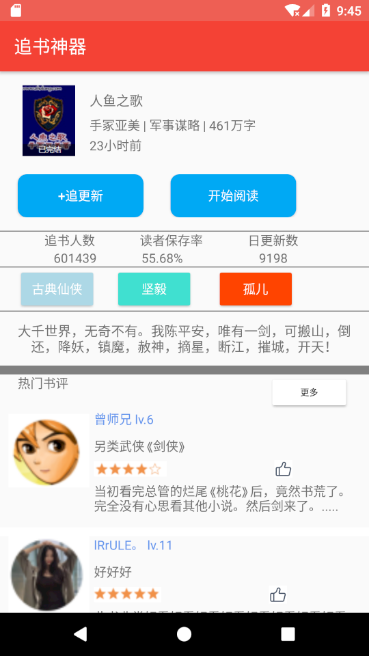 9:45
追书神器
人鱼之歌
人鱼之歌
已完结
手家亚美 | 军事谋略 | 461万字
23小时前
+追更新
开始阅读
追书人数 读者保存率 日更新数
601439 55.68% 9198
古典仙侠 坚毅 孤儿
大千世界，无奇不有。我陈平安，唯有一剑，可搬山，倒
还，降妖，镇魔，赦神，摘星，断江，摧城，开天！
热门书评
更多
曾师兄 lv.6
另类武侠《剑侠》
当初看完总管的烂尾《桃花》后，竟然书荒了。
完全没有心思看其他小说。然后剑来了。.....
IRrULE。 lv.11
好好好